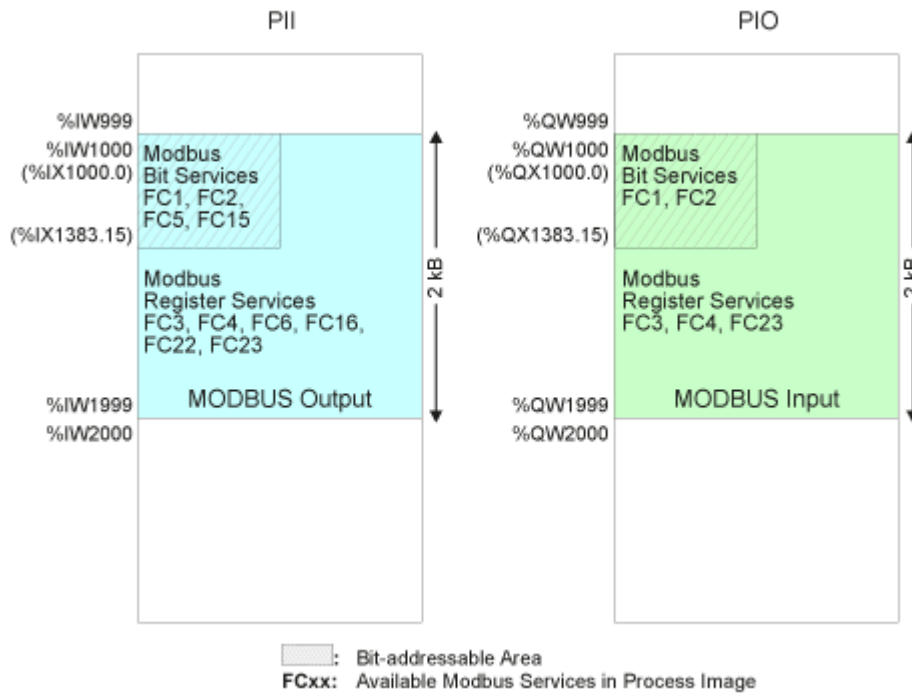 PII
%IW999
%IW1000
(%IX1000.0)
(%IX1383.15)
%IW1999
%IW2000
Modbus
Bit Services
FC1, FC2,
FC5, FC15
Modbus
Register Services
FC3, FC4, FC6, FC16,
FC22, FC23
MODBUS Output
2 kB
PIO
%QW999
%QW1000
(%QX1000.0)
(%QX1383.15)
%QW1999
%QW2000
Modbus
Bit Services
FC1, FC2
Modbus
Register Services
FC3, FC4, FC23
MODBUS Input
2 kB
: Bit-addressable Area
FCxx: Available Modbus Services in Process Image